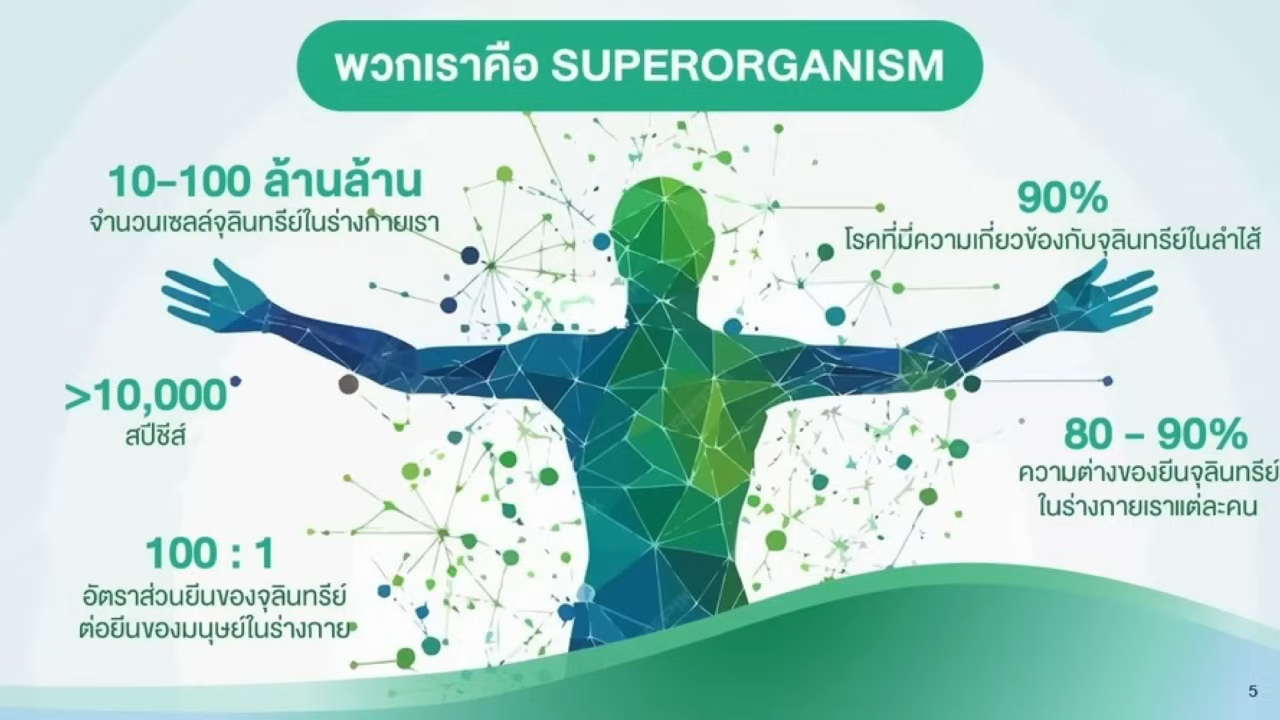 พวกเราคือ SUPERORGANISM
10-100 ล้านล้าน
จำนวนเซลล์จุลินทรีย์ในร่างกายเรา
90%
โรคที่มีความเกี่ยวข้องกับจุลินทรีย์ในลำไส้
>10,000
สปีชีส์
80 - 90%
ความต่างของยีนจุลินทรีย์
ในร่างกายเราแต่ละคน
100 : 1
อัตราส่วนยีนของจุลินทรีย์
ต่อยีนของมนุษย์ในร่างกาย
5